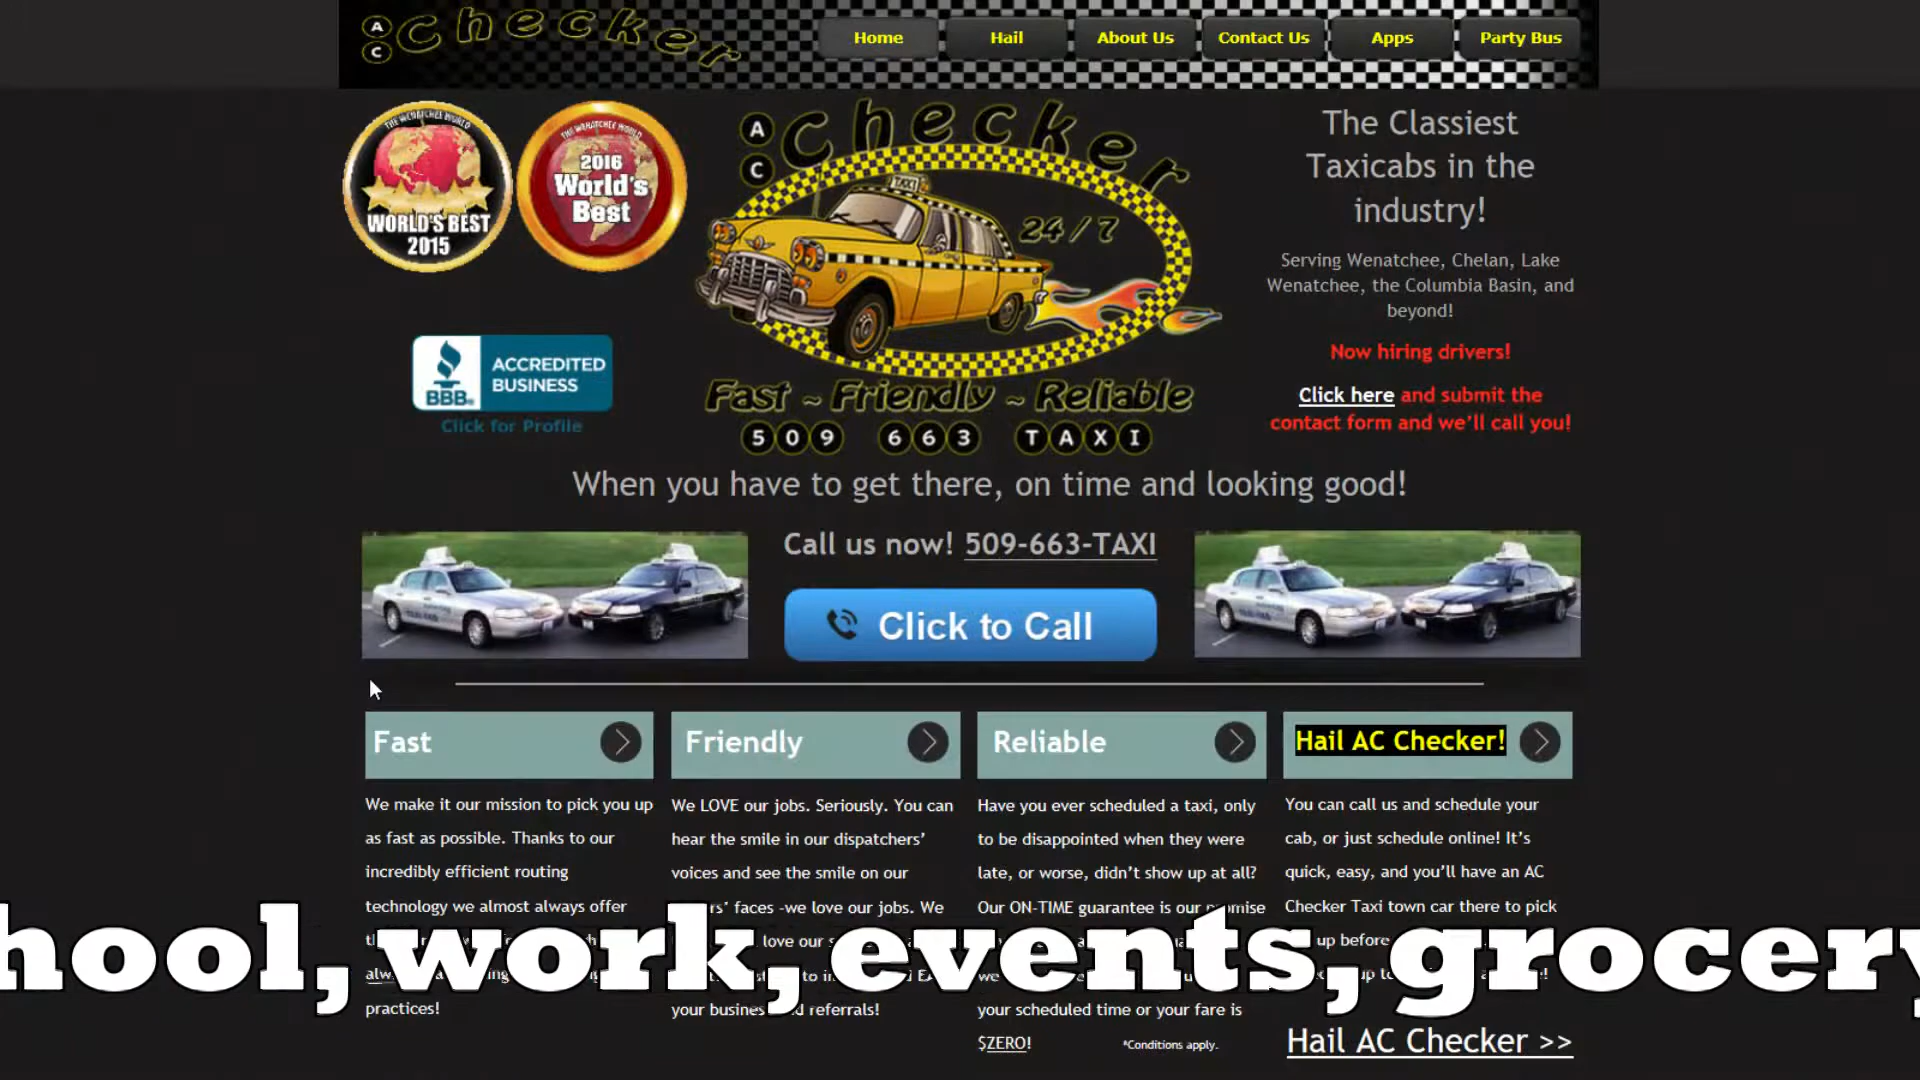 A
C
Checker
Home
Hail
About Us
Contact Us
Apps
Party Bus
THE WENATCHEE WORLD
WORLD'S BEST
2015
THE WENATCHEE WORLD
2016
World's
Best
A
C
Checker
TAXI
24/7
Fast ~ Friendly ~ Reliable
509 663 TAXI
The Classiest
Taxicabs in the
industry!
Serving Wenatchee, Chelan, Lake
Wenatchee, the Columbia Basin, and
beyond!
Now hiring drivers!
Click here and submit the
contact form and we'll call you!
BBB
ACCREDITED
BUSINESS
Click for Profile
When you have to get there, on time and looking good!
Call us now! 509-663-TAXI
Click to Call
Fast
We make it our mission to pick you up
as fast as possible. Thanks to our
incredibly efficient routing
technology we almost always offer
practices!
Friendly
We LOVE our jobs. Seriously. You can
hear the smile in our dispatchers'
voices and see the smile on our
faces -we love our jobs. We
love our
your business referrals!
Reliable
Have you ever scheduled a taxi, only
to be disappointed when they were
late, or worse, didn't show up at all?
Our ON-TIME guarantee is our promise
we
your scheduled time or your fare is
$ZERO!
*Conditions apply.
Hail AC Checker!
You can call us and schedule your
cab, or just schedule online! It's
quick, easy, and you'll have an AC
Checker Taxi town car there to pick
up before
Hail AC Checker >>
hool,work,events,grocery